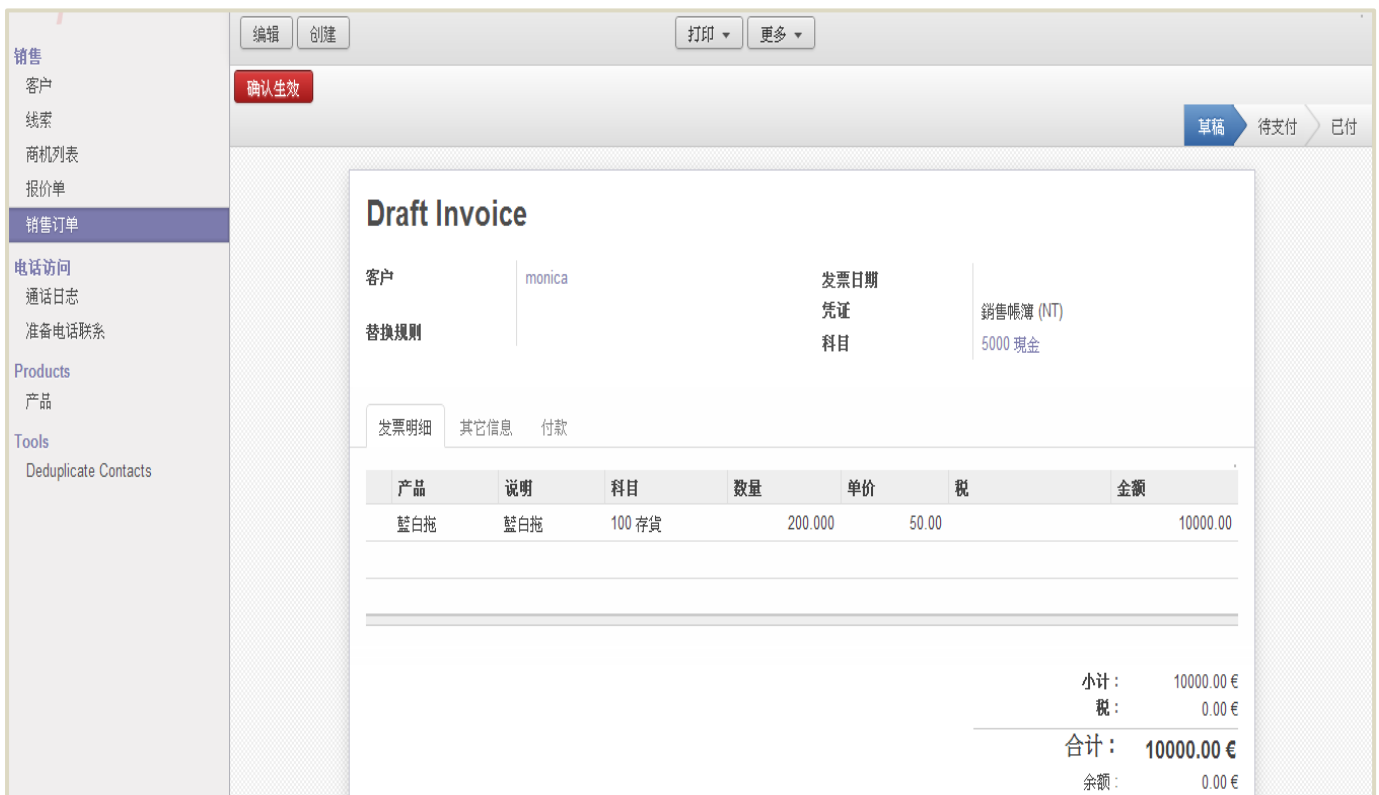 编辑 创建 打印 更多
确认生效
草稿 待支付 已付
销售
客户
线索
商机列表
报价单
销售订单
电话访问
通话日志
准备电话联系
Products
产品
Tools
Deduplicate Contacts
Draft Invoice
客户 monica
替换规则
发票日期
凭证 銷售帳簿 (NT)
科目 5000 現金
发票明细 其它信息 付款
产品 说明 科目 数量 单价 税 金额
藍白拖 藍白拖 100 存貨 200.000 50.00 10000.00
小计 : 10000.00 €
税 : 0.00 €
合计 : 10000.00 €
余额 : 0.00 €